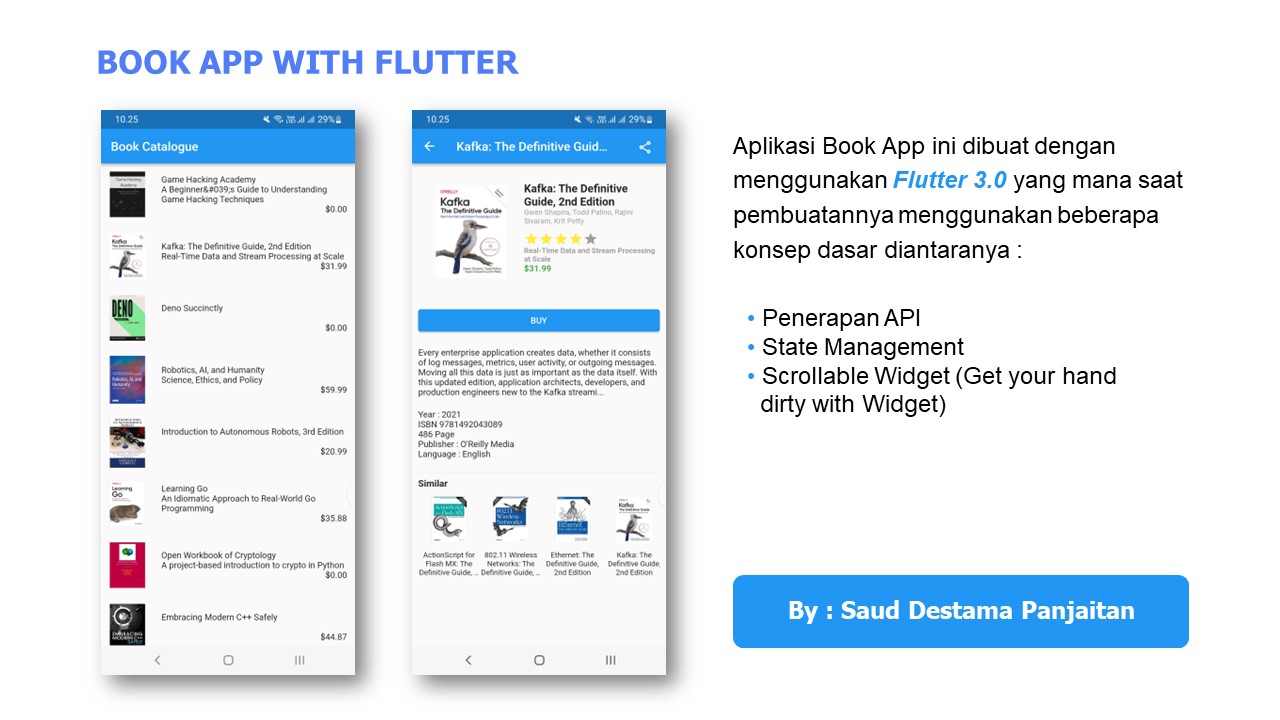 BOOK APP WITH FLUTTER
10.25
29%
Book Catalogue
Game Hacking Academy
A Beginner&#039;s Guide to Understanding
Game Hacking Techniques
$0.00
Kafka: The Definitive Guide, 2nd Edition
Real-Time Data and Stream Processing at Scale
$31.99
Deno Succinctly
$0.00
Robotics, AI, and Humanity
Science, Ethics, and Policy
$59.99
Introduction to Autonomous Robots, 3rd Edition
$20.99
Learning Go
An Idiomatic Approach to Real-World Go
Programming
$35.88
Open Workbook of Cryptology
A project-based introduction to crypto in Python
$0.00
Embracing Modern C++ Safely
$44.87
10.25
29%
Kafka: The Definitive Guid...
O'REILLY
Kafka
The Definitive Guide
Kafka: The Definitive
Guide, 2nd Edition
Gwen Shapira, Todd Palino, Rajini
Sivaram, Krit Petty
Real-Time Data and Stream Processing
at Scale
$31.99
BUY
Every enterprise application creates data, whether it consists
of log messages, metrics, user activity, or outgoing messages.
Moving all this data is just as important as the data itself. With
this updated edition, application architects, developers, and
production engineers new to the Kafka streami...
Year : 2021
ISBN 9781492043089
486 Page
Publisher : O'Reilly Media
Language : English
Similar
ActionScript for
Flash MX: The
Definitive Guide, ...
802.11 Wireless
Networks: The
Definitive Guide, ...
Ethernet: The
Definitive Guide,
2nd Edition
Kafka: The
Definitive Guide,
2nd Edition
Aplikasi Book App ini dibuat dengan
menggunakan Flutter 3.0 yang mana saat
pembuatannya menggunakan beberapa
konsep dasar diantaranya :
• Penerapan API
• State Management
• Scrollable Widget (Get your hand
dirty with Widget)
By : Saud Destama Panjaitan